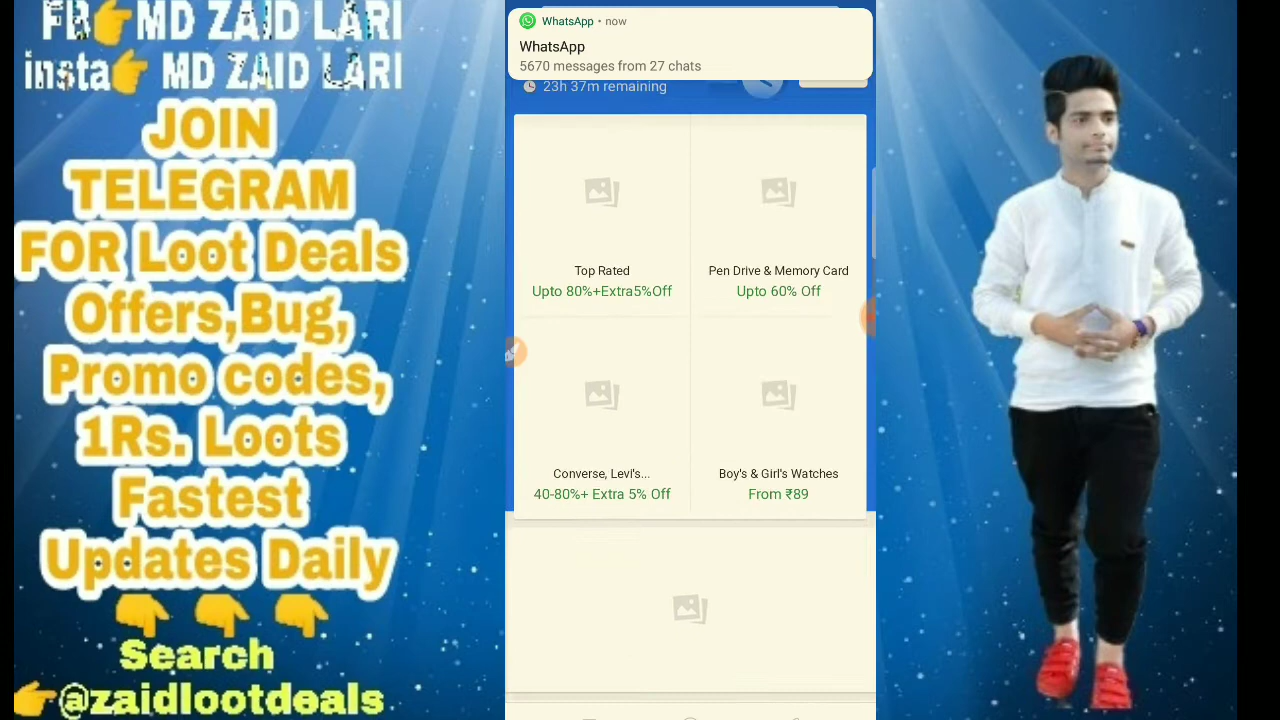 FB👉MD ZAID LARI
insta👉 MD ZAID LARI
JOIN
TELEGRAM
FOR Loot Deals
Offers,Bug,
Promo codes,
1Rs. Loots
Fastest
Updates Daily
👇 👇 👇
Search
👉@zaidlootdeals
WhatsApp • now
WhatsApp
5670 messages from 27 chats
23h 37m remaining
Top Rated
Upto 80%+Extra5%Off
Pen Drive & Memory Card
Upto 60% Off
Converse, Levi's...
40-80%+ Extra 5% Off
Boy's & Girl's Watches
From ₹89